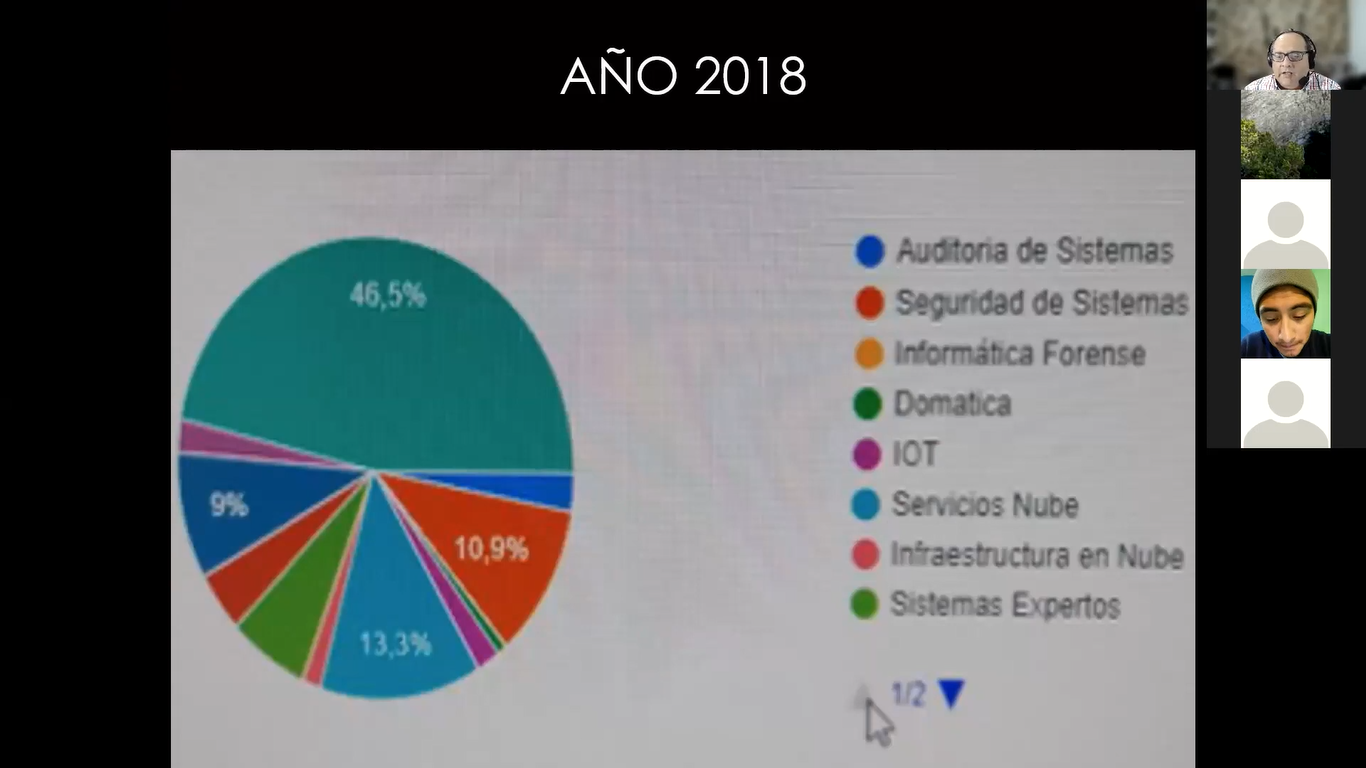 AÑO 2018
46,5%
9%
10,9%
13,3%
Auditoria de Sistemas
Seguridad de Sistemas
Informática Forense
Domatica
IOT
Servicios Nube
Infraestructura en Nube
Sistemas Expertos
1/2